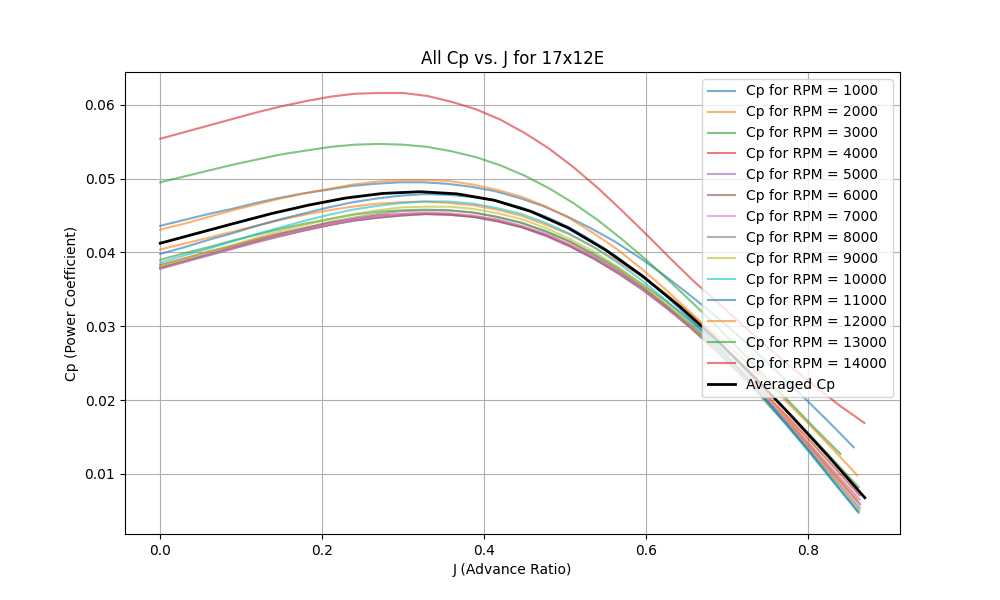 All Cp vs. J for 17x12E
Cp (Power Coefficient)
0.06
0.05
0.04
0.03
0.02
0.01
0.0
0.2
0.4
0.6
0.8
J (Advance Ratio)
Cp for RPM = 1000
Cp for RPM = 2000
Cp for RPM = 3000
Cp for RPM = 4000
Cp for RPM = 5000
Cp for RPM = 6000
Cp for RPM = 7000
Cp for RPM = 8000
Cp for RPM = 9000
Cp for RPM = 10000
Cp for RPM = 11000
Cp for RPM = 12000
Cp for RPM = 13000
Cp for RPM = 14000
Averaged Cp